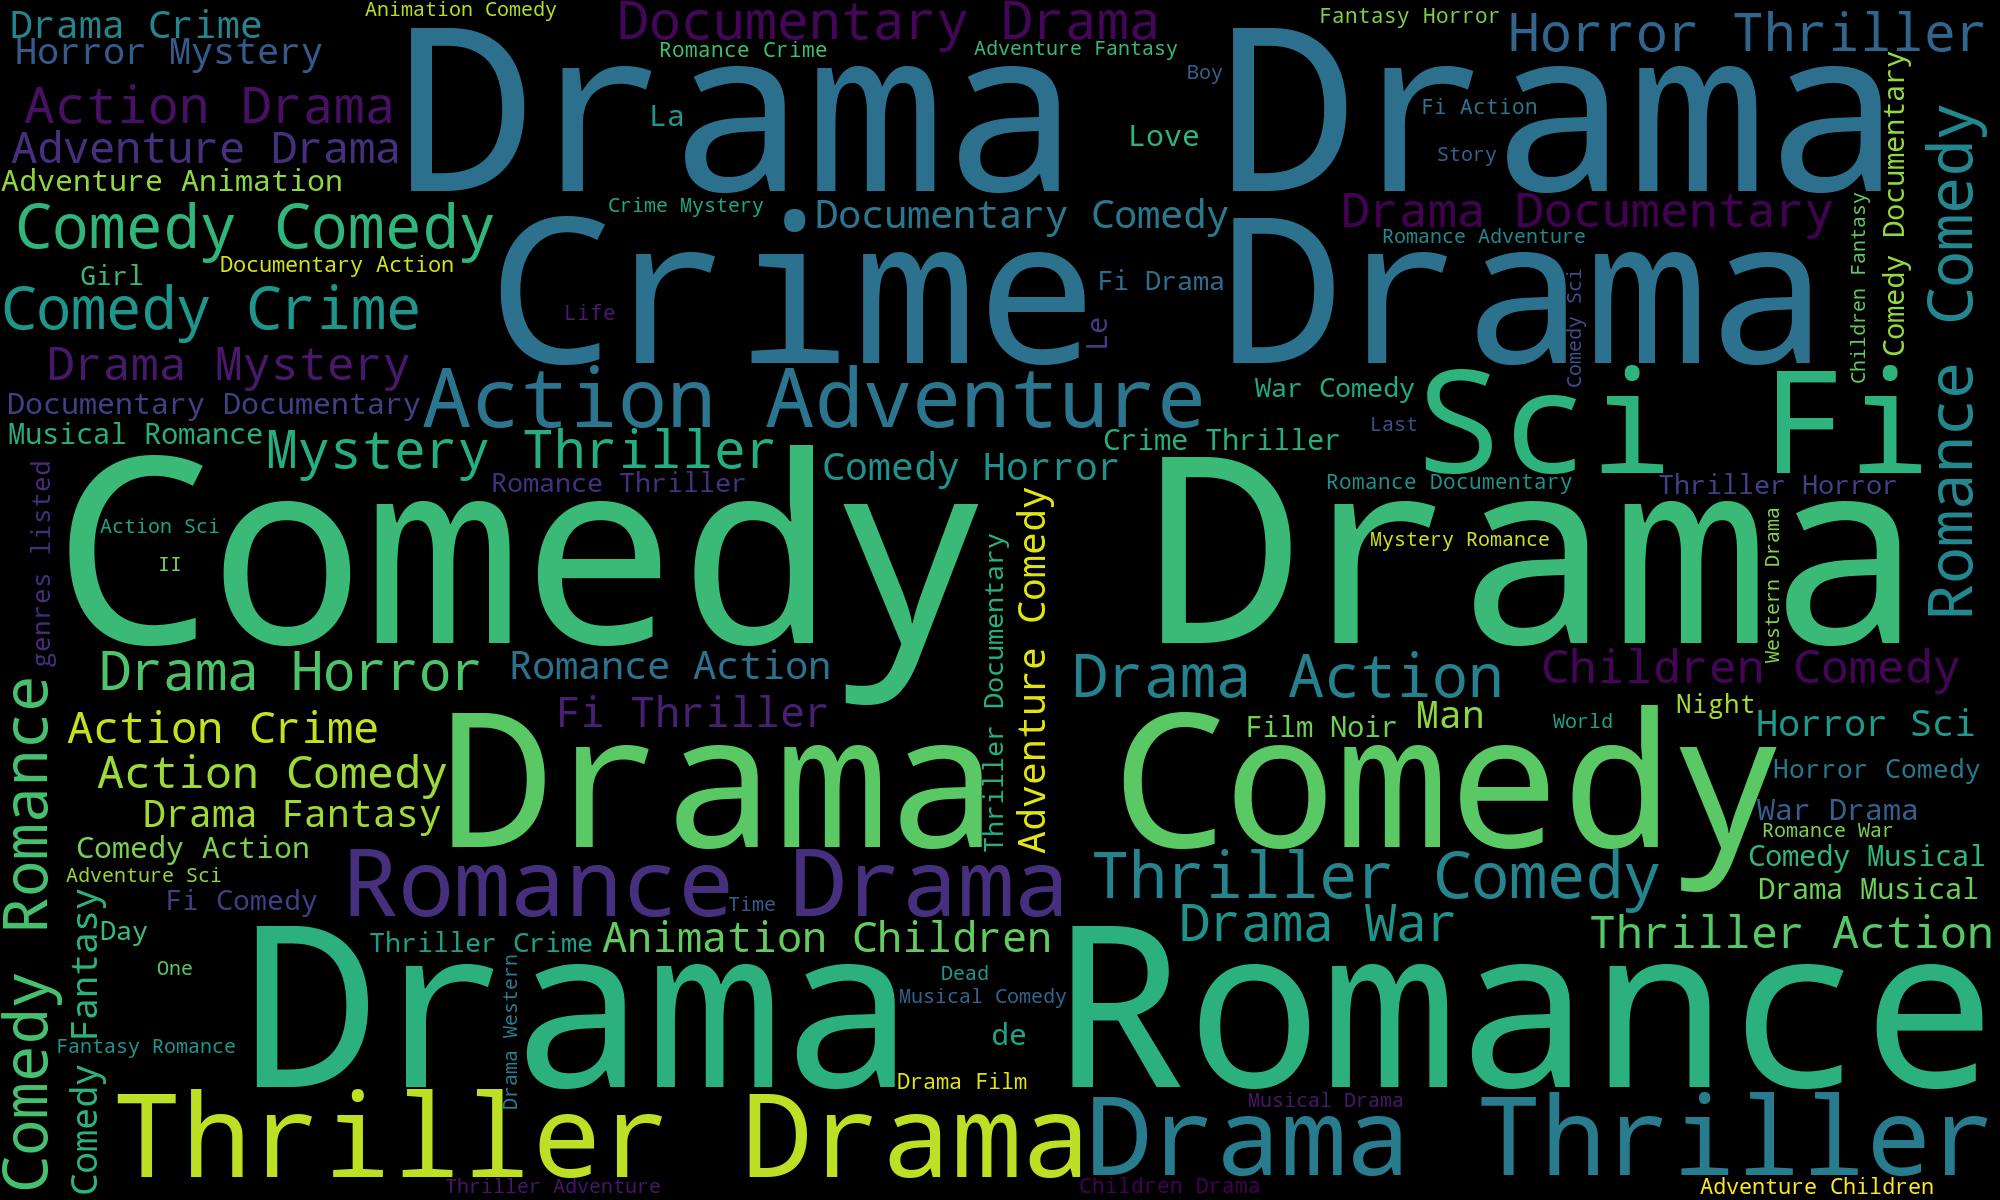 Drama Crime
Animation Comedy
Documentary Drama
Fantasy Horror
Horror Thriller
Horror Mystery
Romance Crime
Adventure Fantasy
Drama Drama
Boy
Action Drama
La
Love
Fi Action
Adventure Drama
Story
Adventure Animation
Comedy Comedy
Crime Mystery
Documentary Comedy
Drama Documentary
Romance Adventure
Crime Drama
Girl
Documentary Action
Fi Drama
Comedy Crime
Life
Le
Comedy Sci
Children Fantasy
Comedy Documentary
Romance Comedy
Drama Mystery
Action Adventure
War Comedy
Sci Fi
Documentary Documentary
Last
Musical Romance
Mystery Thriller
Crime Thriller
Comedy Horror
Romance Thriller
Romance Documentary
Thriller Horror
genres listed
Comedy Drama
Action Sci
Mystery Romance
II
Western Drama
Thriller Documentary
Adventure Comedy
Drama Horror
Romance Action
Drama Action
Children Comedy
Fi Thriller
Night
Action Crime
Film Noir
Man
World
Horror Sci
Drama Comedy
Action Comedy
Horror Comedy
Drama Fantasy
War Drama
Romance War
Comedy Action
Comedy Musical
Adventure Sci
Romance Drama
Thriller Comedy
Drama Musical
Fi Comedy
Time
Comedy Romance
Comedy Fantasy
Day
Thriller Crime
Animation Children
Drama War
Thriller Action
One
Drama Western
Dead
Drama Romance
Musical Comedy
de
Fantasy Romance
Drama Film
Thriller Drama
Musical Drama
Drama Thriller
Thriller Adventure
Children Drama
Adventure Children